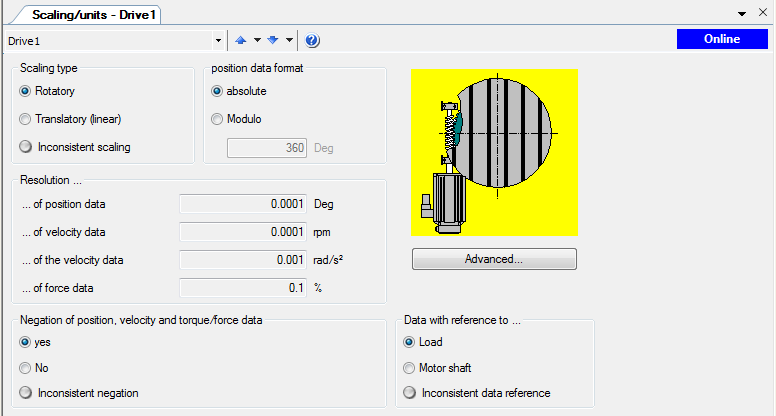 Scaling/units - Drive1
Drive1
Online
Scaling type
Rotatory
Translatory (linear)
Inconsistent scaling
position data format
absolute
Modulo
360 Deg
Resolution ...
... of position data 0.0001 Deg
... of velocity data 0.0001 rpm
... of the velocity data 0.001 rad/s²
... of force data 0.1 %
Advanced...
Negation of position, velocity and torque/force data
yes
No
Inconsistent negation
Data with reference to ...
Load
Motor shaft
Inconsistent data reference